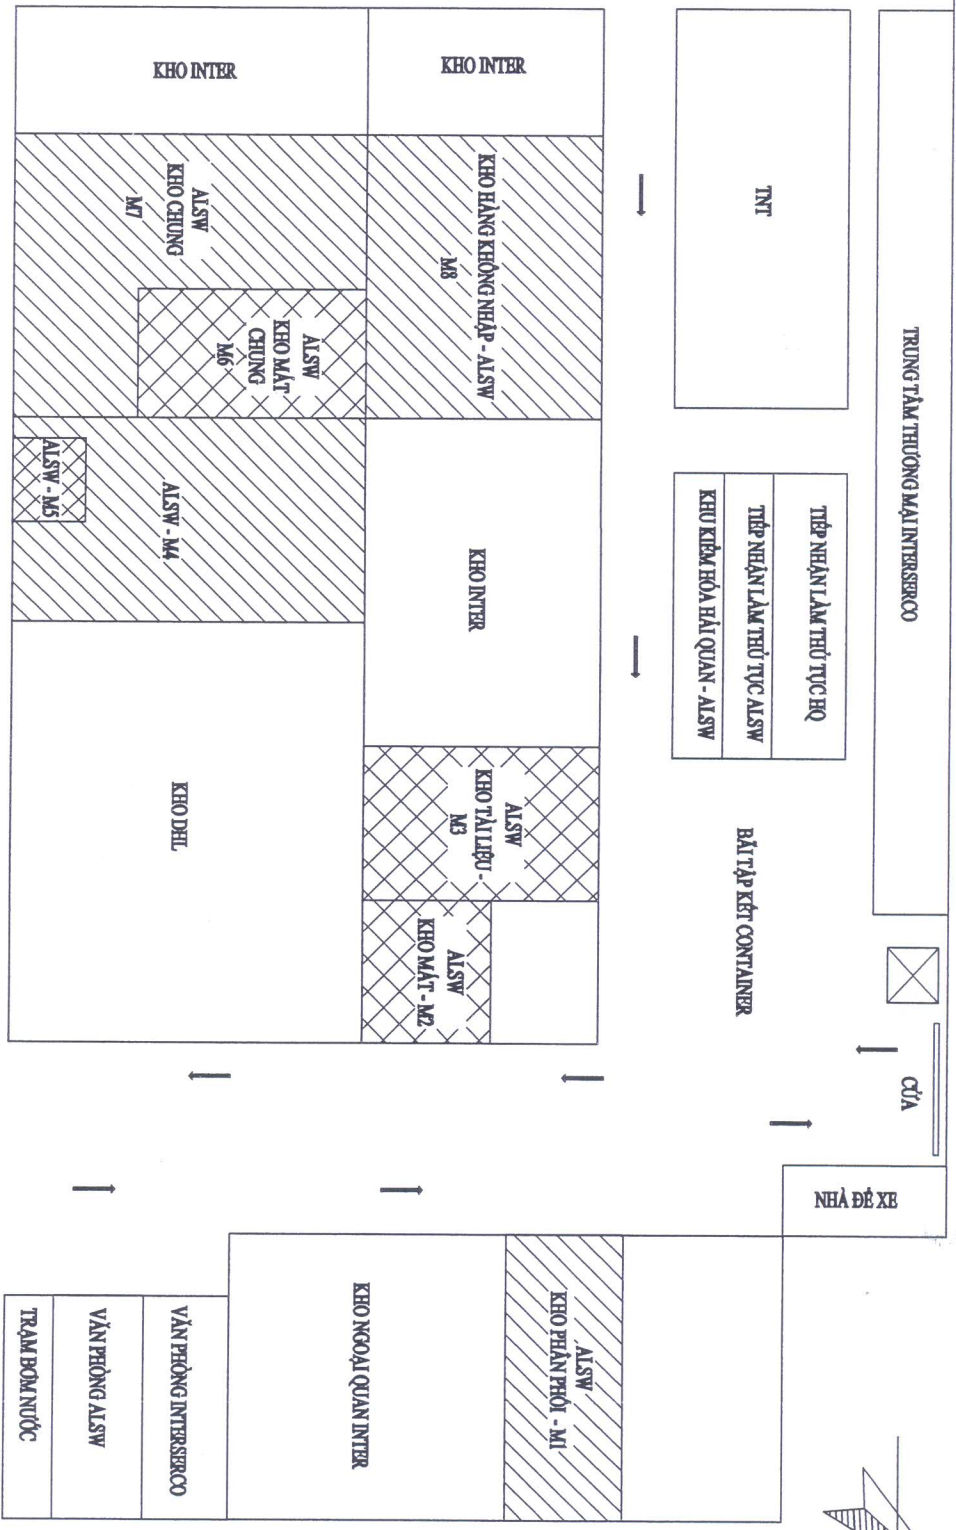 TRUNG TÂM THƯƠNG MẠI INTERSERCO
CỬA
NHÀ ĐỂ XE
TNT
TIẾP NHẬN LÀM THỦ TỤC HQ
TIẾP NHẬN LÀM THỦ TỤC ALSW
KHU KIỂM HÓA HẢI QUAN - ALSW
BÃI TẬP KẾT CONTAINER
KHO INTER
KHO HÀNG KHÔNG NHẬP - ALSW
M8
KHO INTER
ALSW
KHO TÀI LIỆU -
M3
ALSW
KHO MÁT - M2
KHO INTER
ALSW
KHO CHUNG
M7
ALSW
KHO MÁT
CHUNG
M6
ALSW - M4
ALSW - M5
KHO DHL
ALSW
KHO PHÂN PHỐI - M1
KHO NGOẠI QUAN INTER
VĂN PHÒNG INTERSERCO
VĂN PHÒNG ALSW
TRẠM BƠM NƯỚC